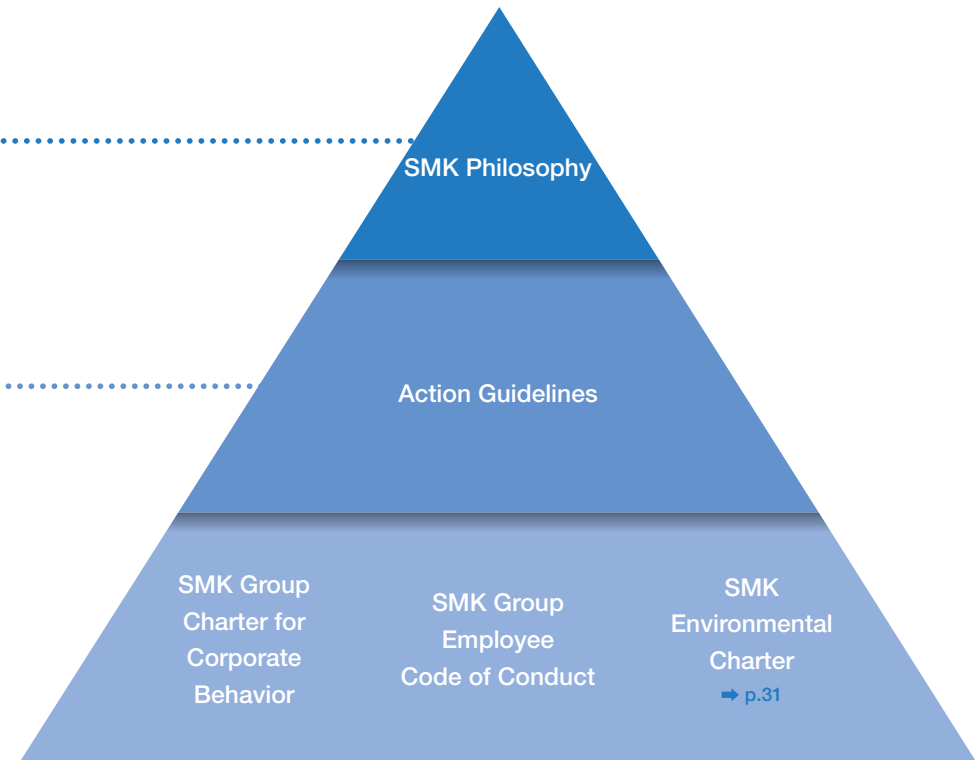 SMK Philosophy
Action Guidelines
SMK Group
Charter for
Corporate
Behavior
SMK Group
Employee
Code of Conduct
SMK
Environmental
Charter
➡ p.31